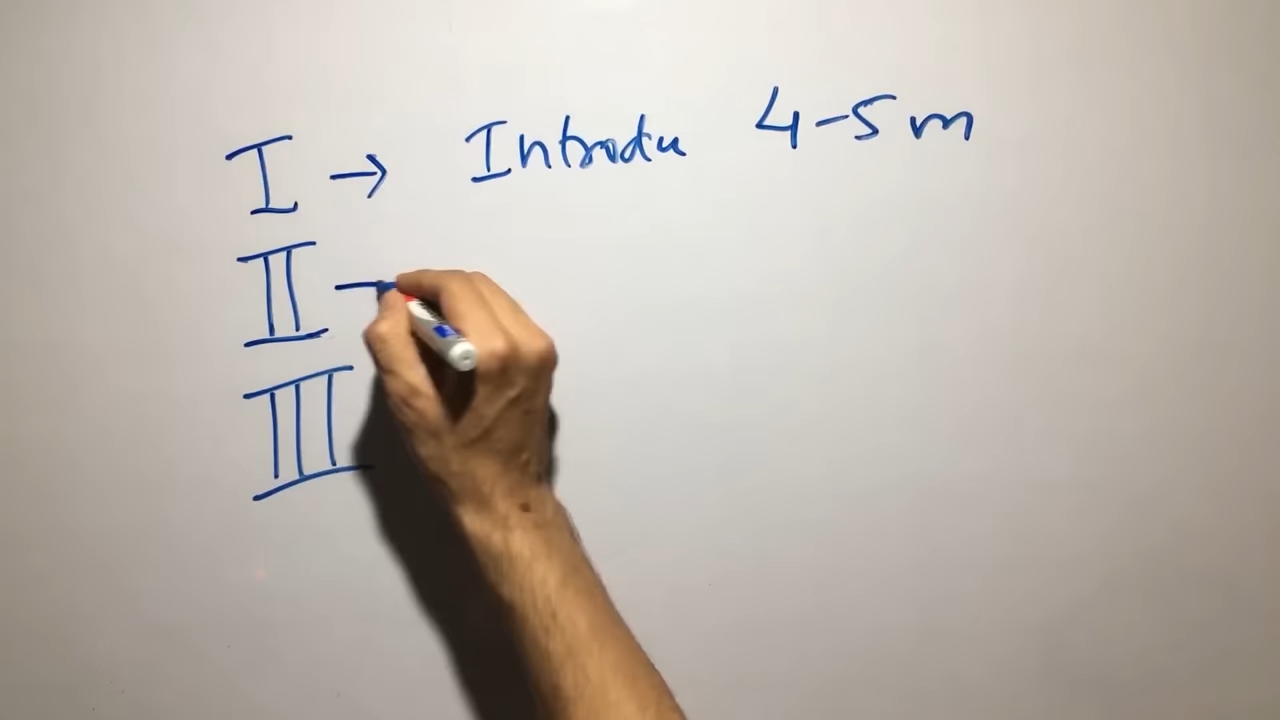 I → Introdu 4-5m
II —
III